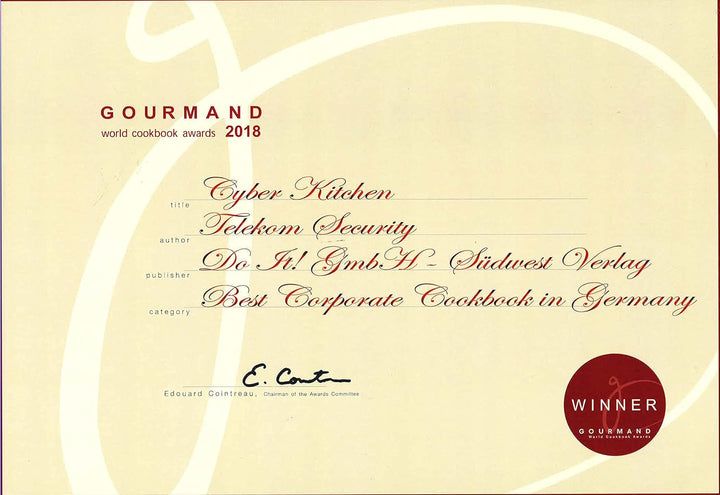 GOURMAND
world cookbook awards 2018
title Cyber Kitchen
author Telekom Security
publisher Do It! GmbH - Südwest Verlag
category Best Corporate Cookbook in Germany
E. Cointr
Edouard Cointreau, Chairman of the Awards Committee
WINNER
GOURMAND
World Cookbook Awards